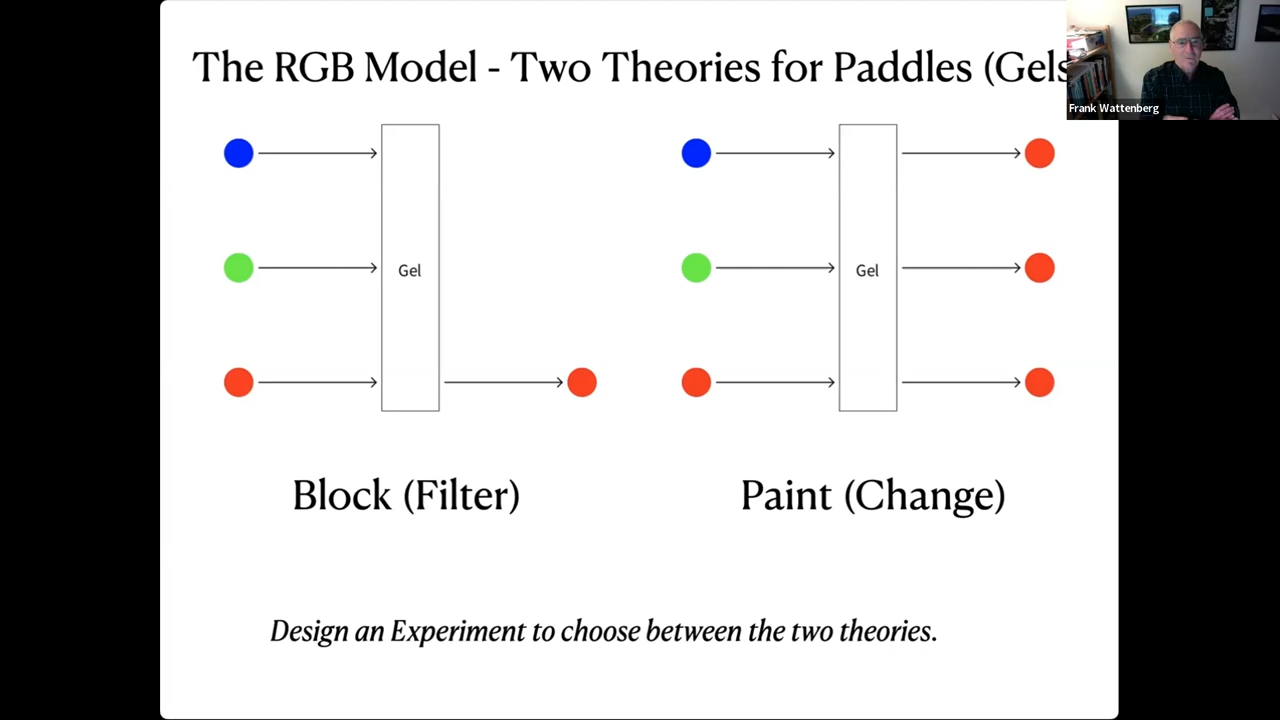 The RGB Model - Two Theories for Paddles (Gels
Frank Wattenberg
Gel
Gel
Block (Filter)
Paint (Change)
Design an Experiment to choose between the two theories.